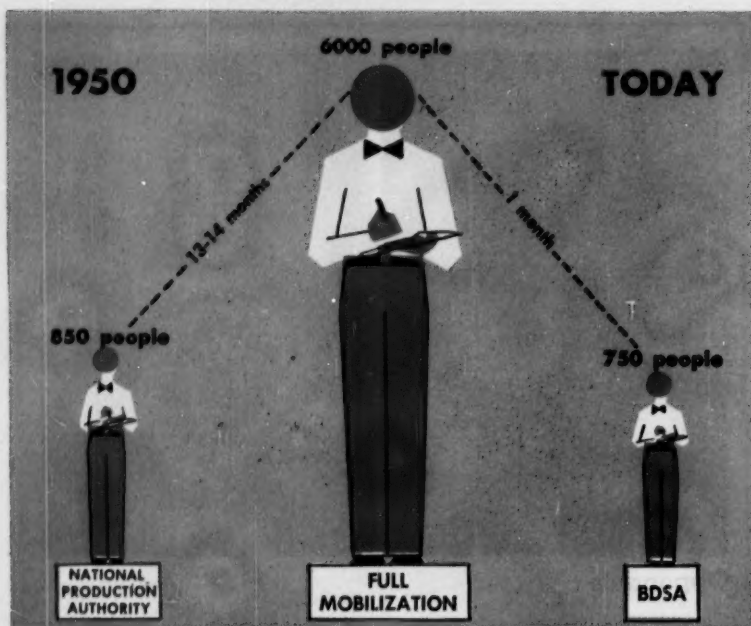 6000 people
1950
TODAY
13-14 months
1 month
850 people
750 people
NATIONAL
PRODUCTION
AUTHORITY
FULL
MOBILIZATION
BDSA